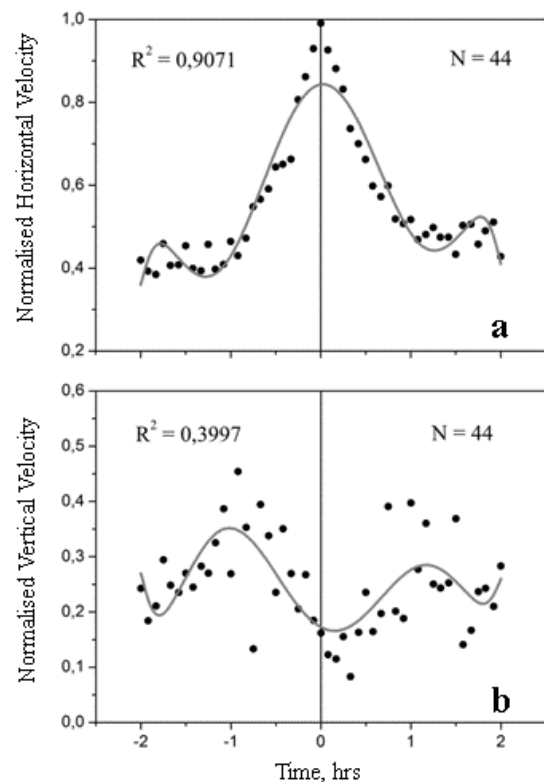 1,0
0,8
0,6
0,4
0,2
Normalised Horizontal Velocity
R² = 0,9071
N = 44
a
0,6
0,5
0,4
0,3
0,2
0,1
0,0
Normalised Vertical Velocity
R² = 0,3997
N = 44
b
-2 -1 0 1 2
Time, hrs